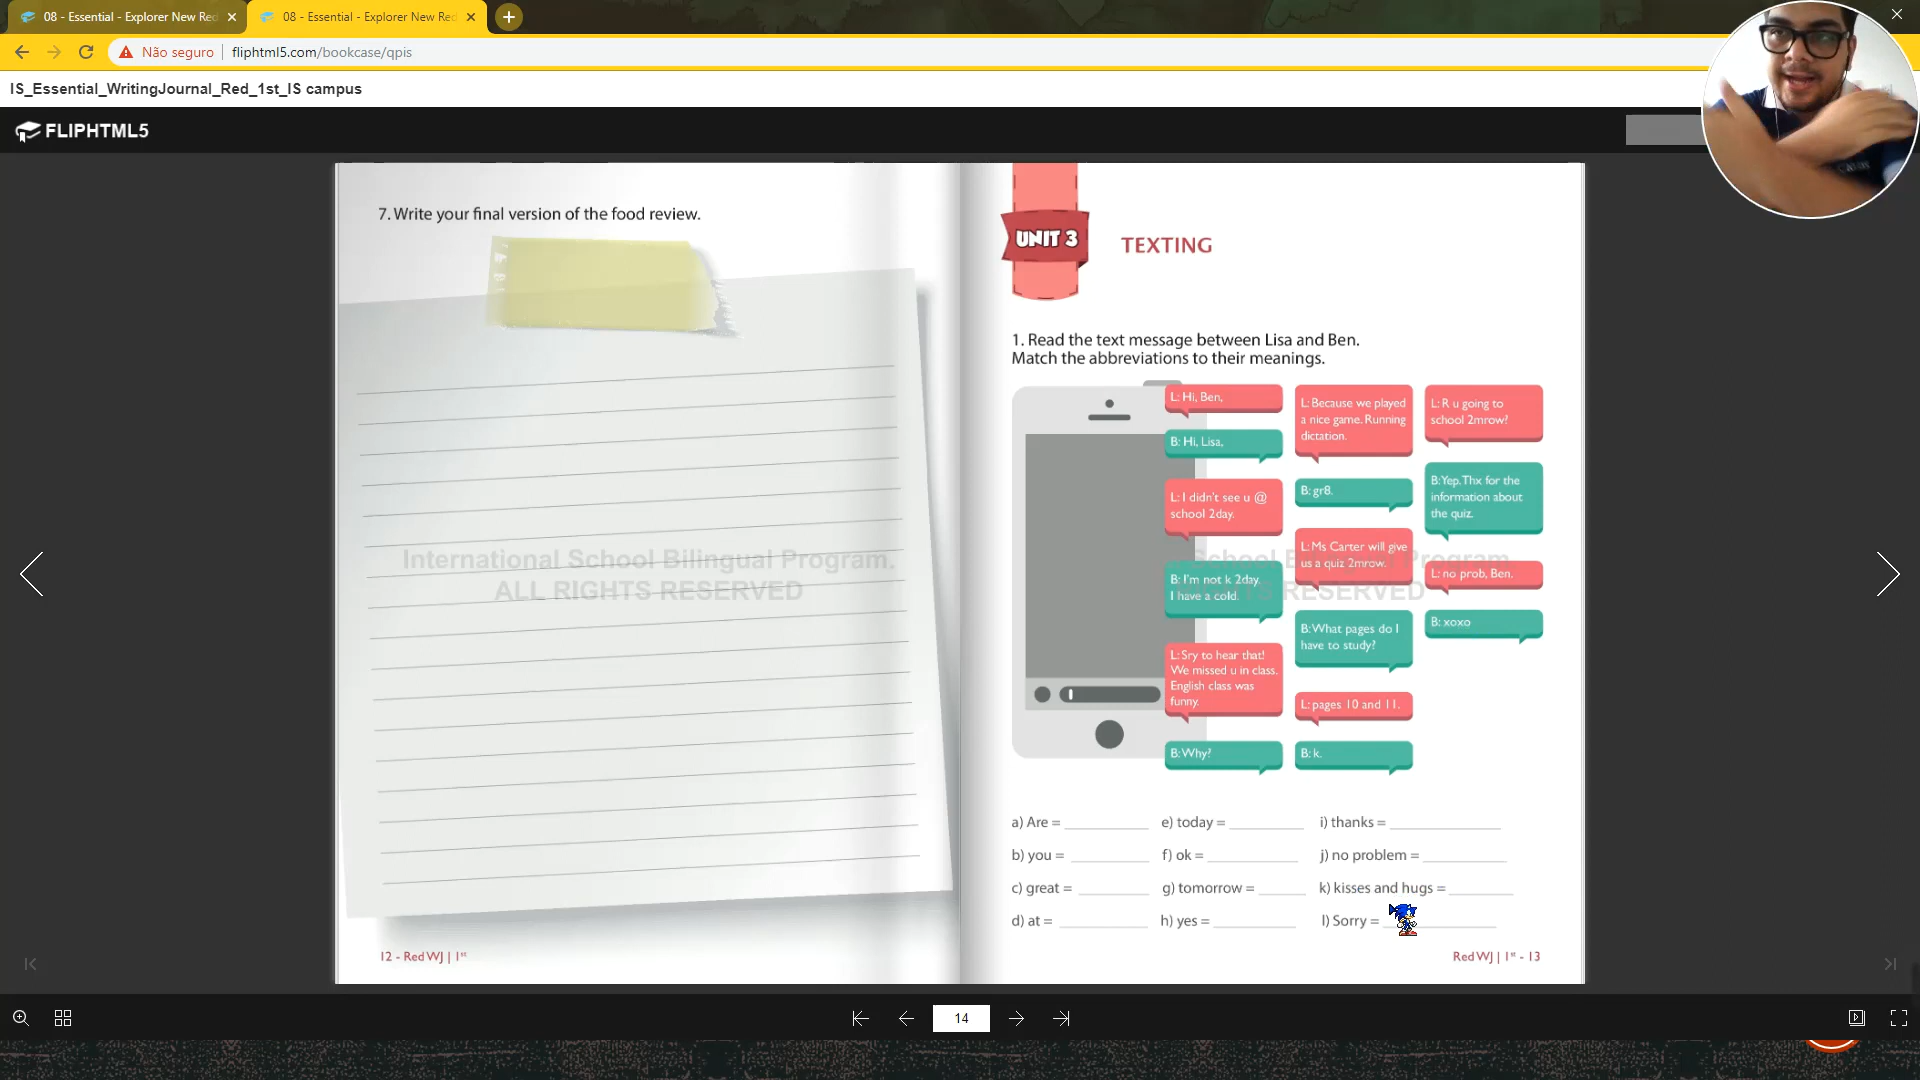 08 - Essential - Explorer New Red
08 - Essential - Explorer New Red
Não seguro
fliphtml5.com/bookcase/qpis
IS_Essential_WritingJournal_Red_1st_IS campus
FLIPHTML5
7. Write your final version of the food review.
International School Bilingual Program.
ALL RIGHTS RESERVED
12 - Red WJ | 1st
UNIT 3
TEXTING
1. Read the text message between Lisa and Ben.
Match the abbreviations to their meanings.
L: Hi, Ben,
B: Hi, Lisa,
L: I didn't see u @
school 2day.
B: I'm not k 2day.
I have a cold.
L: Sry to hear that!
We missed u in class.
English class was
funny.
B: Why?
L: Because we played
a nice game. Running
dictation.
B: gr8.
L: Ms Carter will give
us a quiz 2mrow.
B: What pages do I
have to study?
L: pages 10 and 11.
B: k.
L: R u going to
school 2mrow?
B: Yep. Thx for the
information about
the quiz.
L: no prob, Ben.
B: xoxo
School Bilingual Program
RESERVED
a) Are =
e) today =
i) thanks =
b) you =
f) ok =
j) no problem =
c) great =
g) tomorrow =
k) kisses and hugs =
d) at =
h) yes =
l) Sorry =
Red WJ | 1st - 13
14